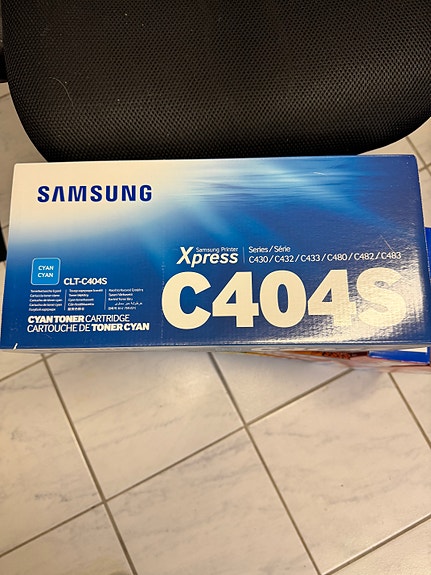 SAMSUNG
Samsung Printer
Xpress
Series / Série
C430 / C432 / C433 / C480 / C482 / C483
C404S
CYAN
CYAN
CLT-C404S
CYAN TONER CARTRIDGE
CARTOUCHE DE TONER CYAN